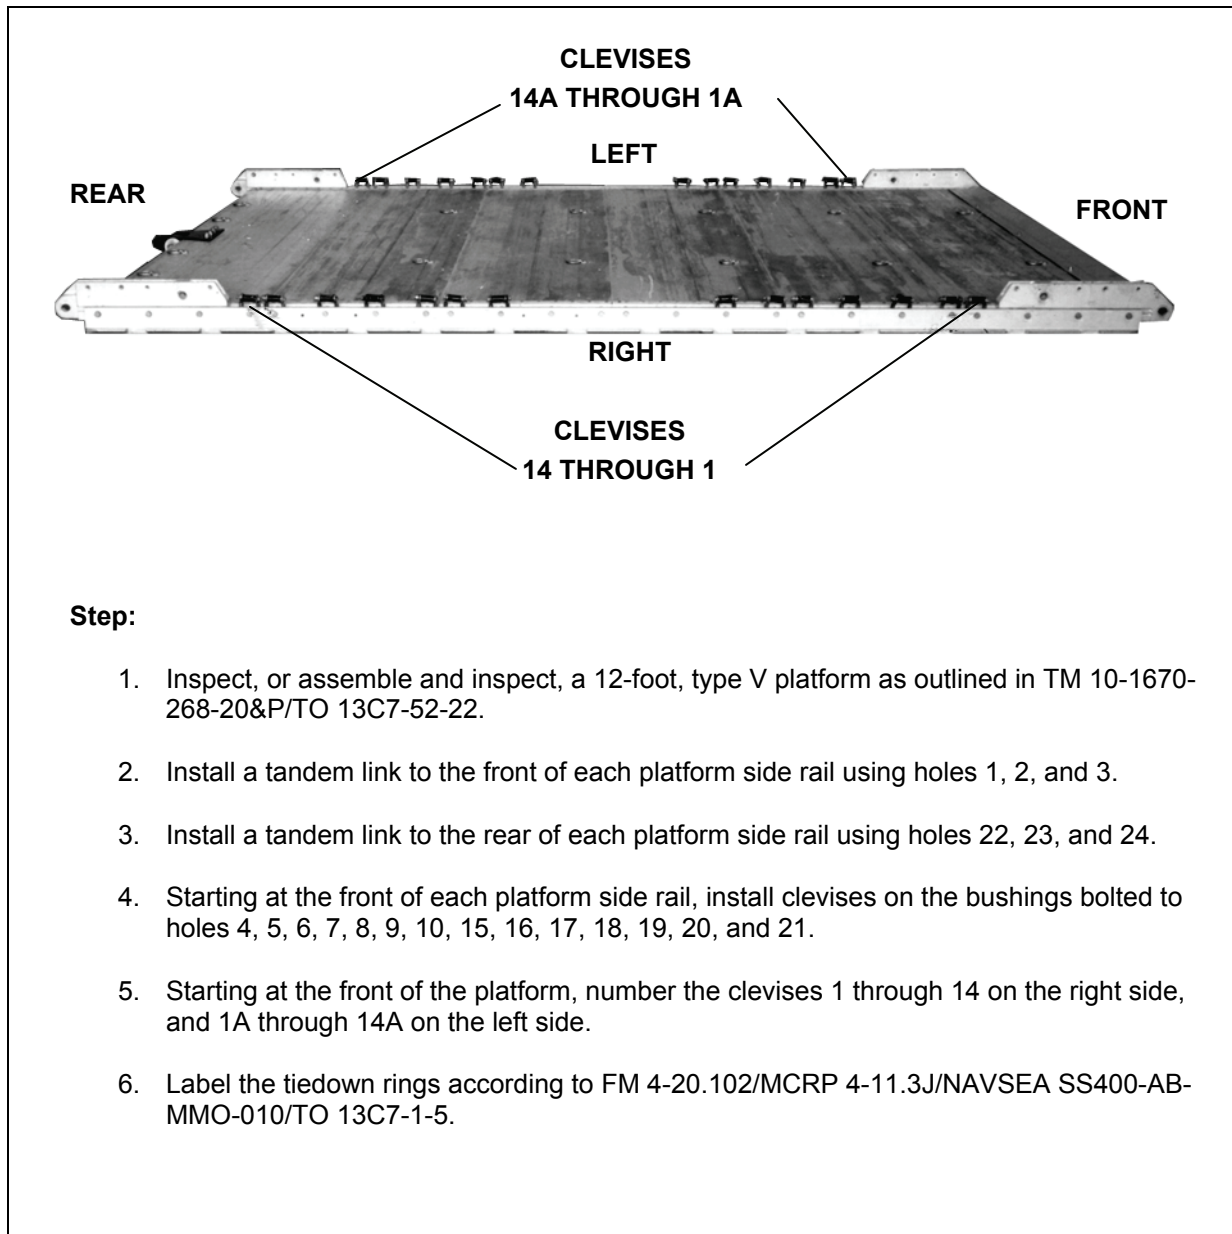 CLEVISES
14A THROUGH 1A
LEFT
REAR
FRONT
RIGHT
CLEVISES
14 THROUGH 1
Step:
1. Inspect, or assemble and inspect, a 12-foot, type V platform as outlined in TM 10-1670-
268-20&P/TO 13C7-52-22.
2. Install a tandem link to the front of each platform side rail using holes 1, 2, and 3.
3. Install a tandem link to the rear of each platform side rail using holes 22, 23, and 24.
4. Starting at the front of each platform side rail, install clevises on the bushings bolted to
holes 4, 5, 6, 7, 8, 9, 10, 15, 16, 17, 18, 19, 20, and 21.
5. Starting at the front of the platform, number the clevises 1 through 14 on the right side,
and 1A through 14A on the left side.
6. Label the tiedown rings according to FM 4-20.102/MCRP 4-11.3J/NAVSEA SS400-AB-
MMO-010/TO 13C7-1-5.